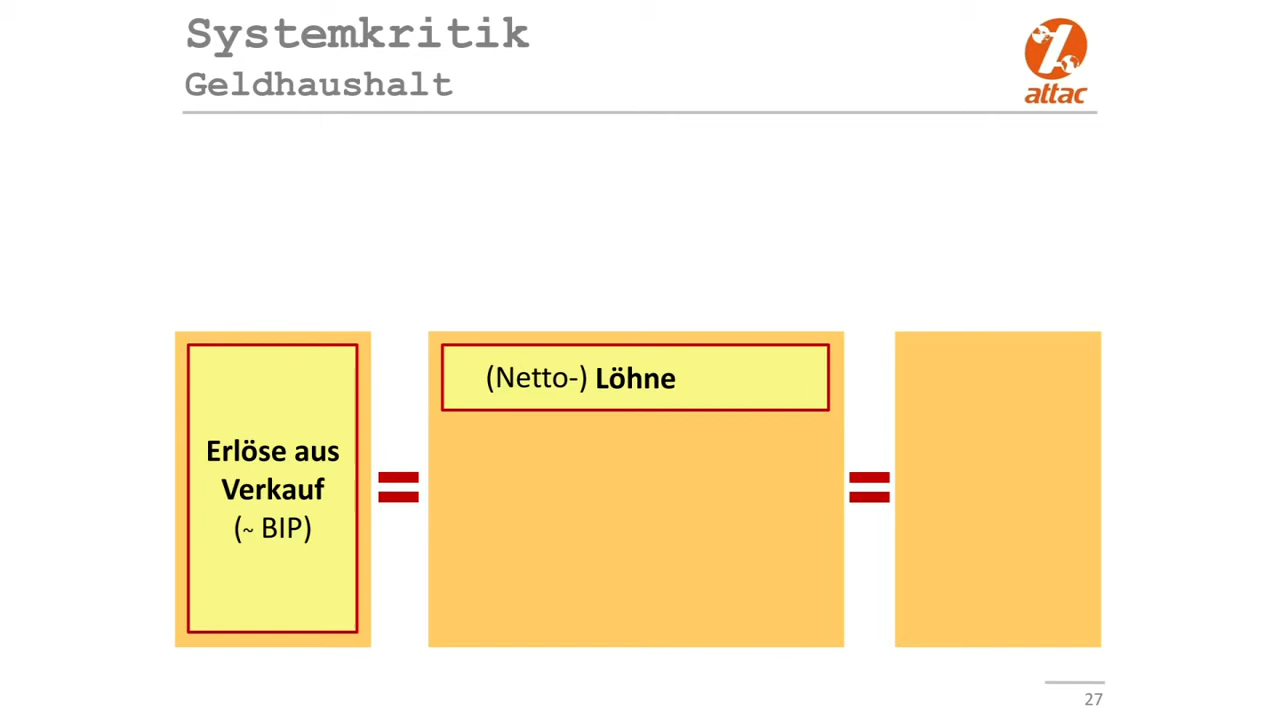 Systemkritik
Geldhaushalt
attac
(Netto-) Löhne
Erlöse aus
Verkauf
(~ BIP)
=
=
27